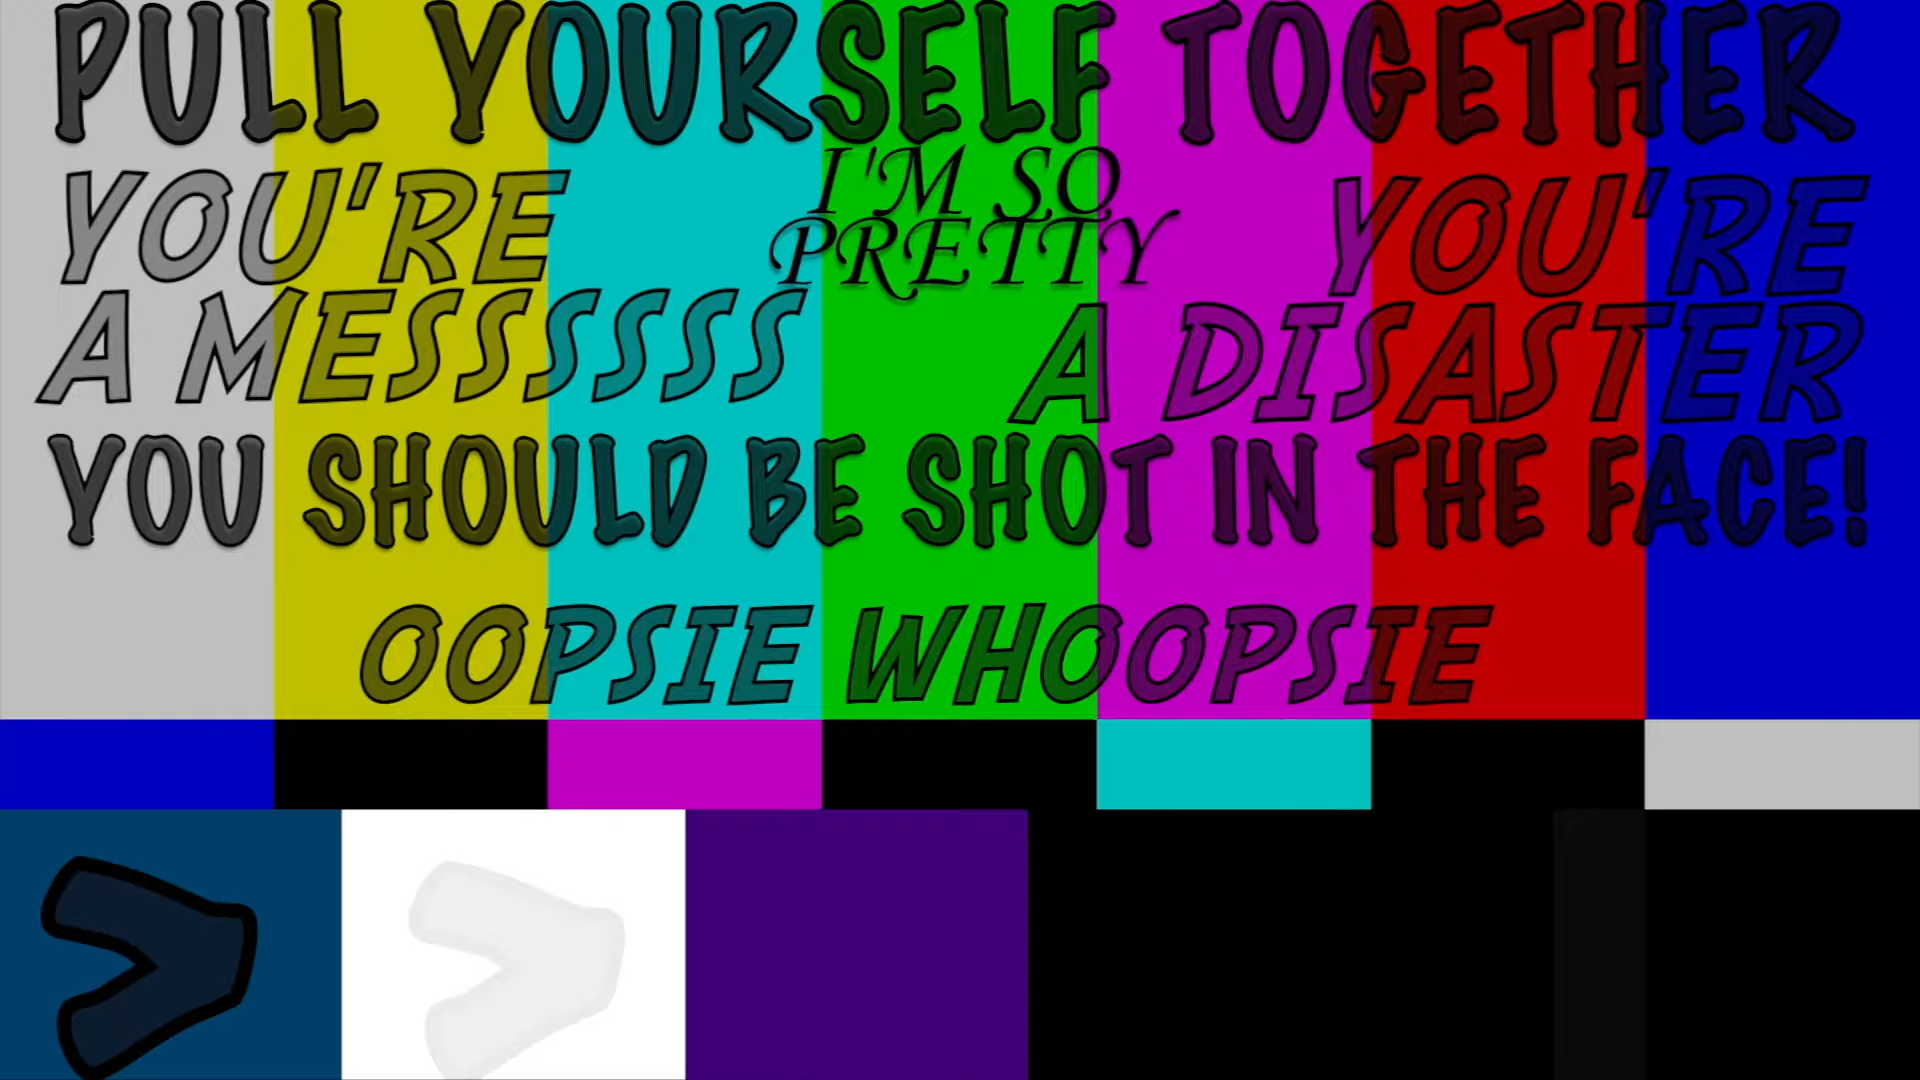 PULL YOURSELF TOGETHER
YOU'RE
A MESSSSSS
I'M SO
PRETTY
YOU'RE
A DISASTER
YOU SHOULD BE SHOT IN THE FACE!
OOPSIE WHOOPSIE
> >